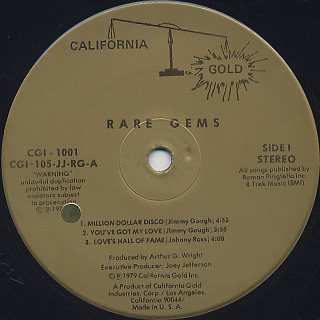 CALIFORNIA
GOLD
RARE GEMS
CGI - 1001
CGI-105-JJ-RG-A
"WARNING"
unlawful duplication
prohibited by law
violators subject
to prosecution
SIDE I
STEREO
All songs published by
Roman Pingtella Inc.
& Trek Music (BMI)
1. MILLION DOLLAR DISCO (Jimmy Gough) 4:55
2. YOU'VE GOT MY LOVE (Jimmy Gough) 3:58
3. LOVE'S HALL OF FAME (Johnny Ross) 4:08
Produced by Arthur G. Wright
Executive Producer: Joey Jefferson
©℗ 1979 California Gold Inc.
A Product of California Gold
Industries, Corp./ Los Angeles,
California 90044/
Made in U. S. A.